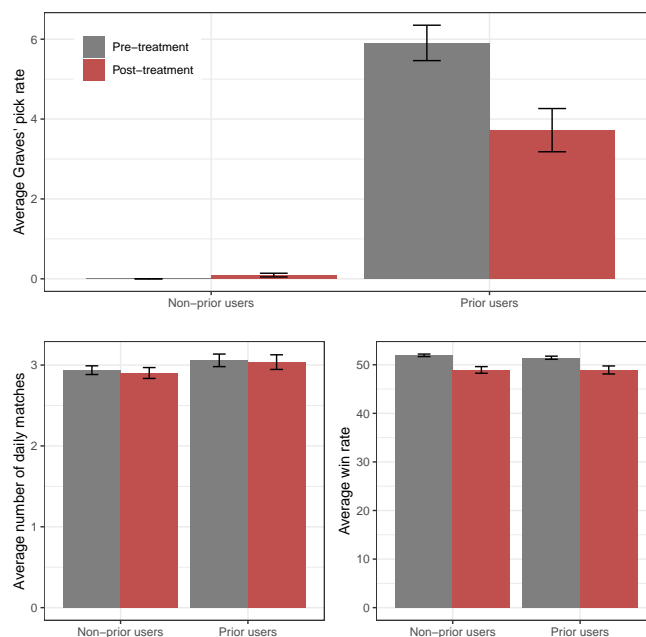 Average Graves' pick rate
6
4
2
0
Pre−treatment
Post−treatment
Non−prior users
Prior users
Average number of daily matches
3
2
1
0
Non−prior users
Prior users
Average win rate
50
40
30
20
10
0
Non−prior users
Prior users